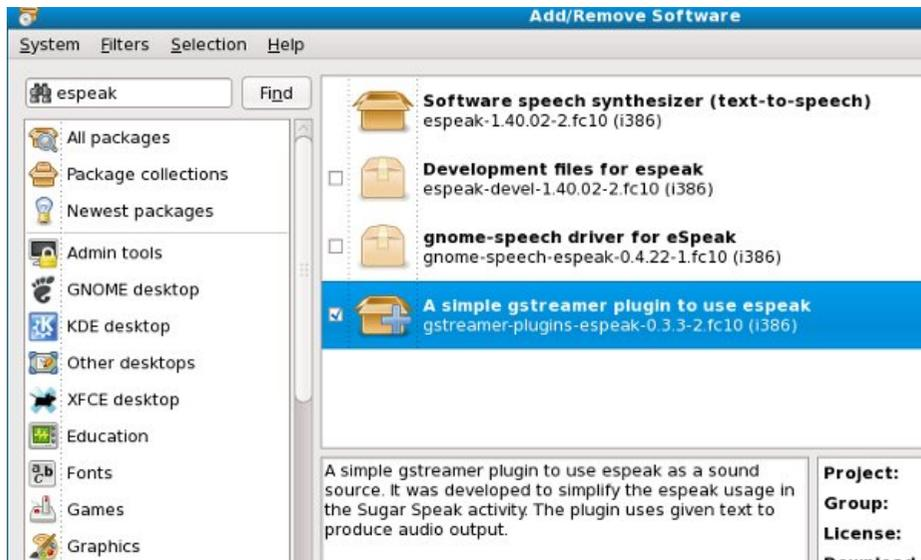 Add/Remove Software
System Filters Selection Help
espeak
Find
All packages
Package collections
Newest packages
Admin tools
GNOME desktop
KDE desktop
Other desktops
XFCE desktop
Education
Fonts
Games
Graphics
Software speech synthesizer (text-to-speech)
espeak-1.40.02-2.fc10 (i386)
Development files for espeak
espeak-devel-1.40.02-2.fc10 (i386)
gnome-speech driver for eSpeak
gnome-speech-espeak-0.4.22-1.fc10 (i386)
A simple gstreamer plugin to use espeak
gstreamer-plugins-espeak-0.3.3-2.fc10 (i386)
A simple gstreamer plugin to use espeak as a sound
source. It was developed to simplify the espeak usage in
the Sugar Speak activity. The plugin uses given text to
produce audio output.
Project:
Group:
License: